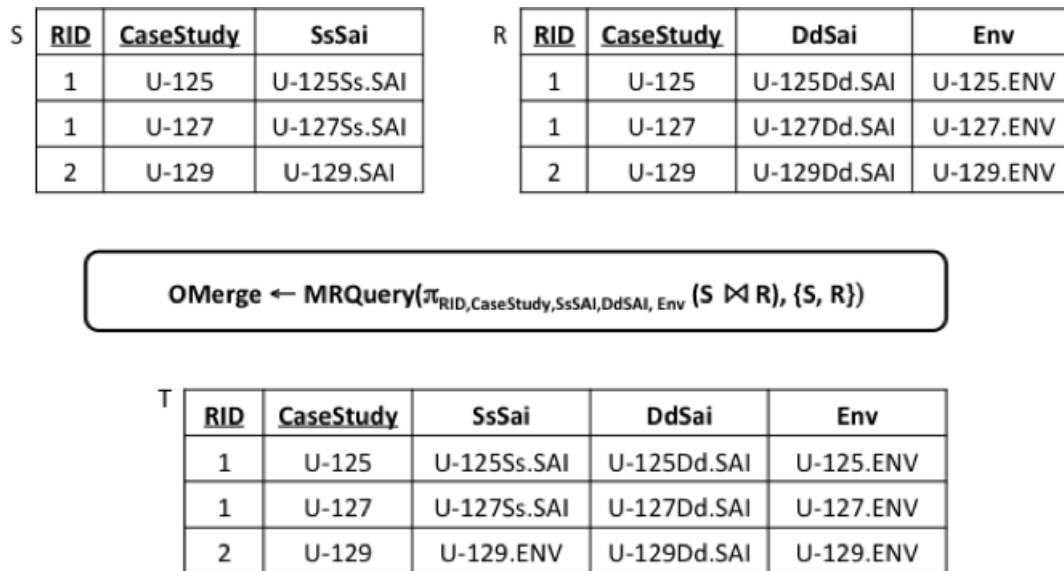 S RID CaseStudy SsSai R RID CaseStudy DdSai Env
1 U-125 U-125Ss.SAI 1 U-125 U-125Dd.SAI U-125.ENV
1 U-127 U-127Ss.SAI 1 U-127 U-127Dd.SAI U-127.ENV
2 U-129 U-129.SAI 2 U-129 U-129Dd.SAI U-129.ENV
OMerge ← MRQuery(πRID,CaseStudy,SsSAI,DdSAI, Env (S ⋈ R), {S, R})
T RID CaseStudy SsSai DdSai Env
1 U-125 U-125Ss.SAI U-125Dd.SAI U-125.ENV
1 U-127 U-127Ss.SAI U-127Dd.SAI U-127.ENV
2 U-129 U-129.ENV U-129Dd.SAI U-129.ENV